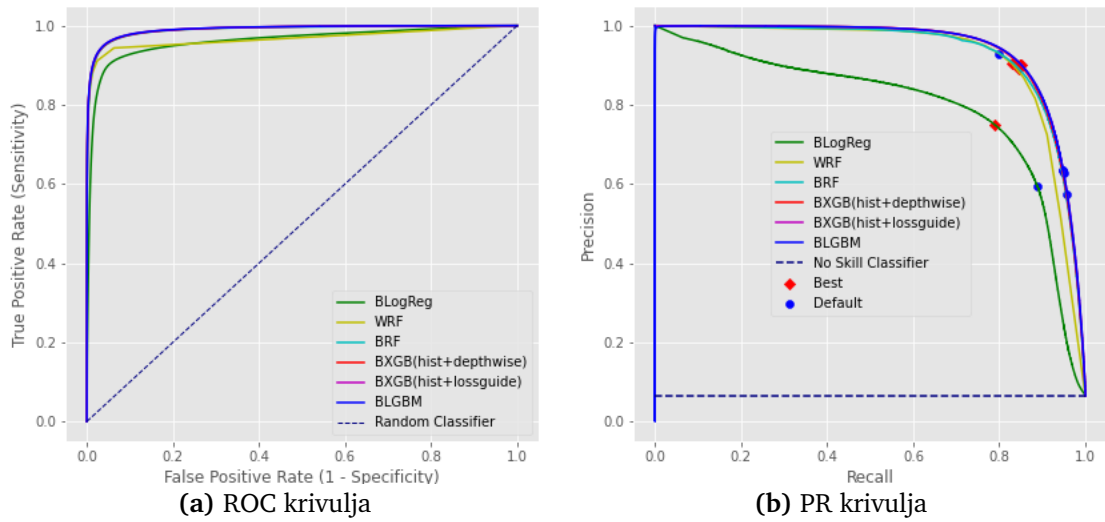 1.0
0.8
0.6
0.4
0.2
0.0
True Positive Rate (Sensitivity)
BLogReg
WRF
BRF
BXGB(hist+depthwise)
BXGB(hist+lossguide)
BLGBM
Random Classifier
0.0 0.2 0.4 0.6 0.8 1.0
False Positive Rate (1 - Specificity)
(a) ROC krivulja
1.0
0.8
0.6
0.4
0.2
0.0
Precision
BLogReg
WRF
BRF
BXGB(hist+depthwise)
BXGB(hist+lossguide)
BLGBM
No Skill Classifier
Best
Default
0.0 0.2 0.4 0.6 0.8 1.0
Recall
(b) PR krivulja